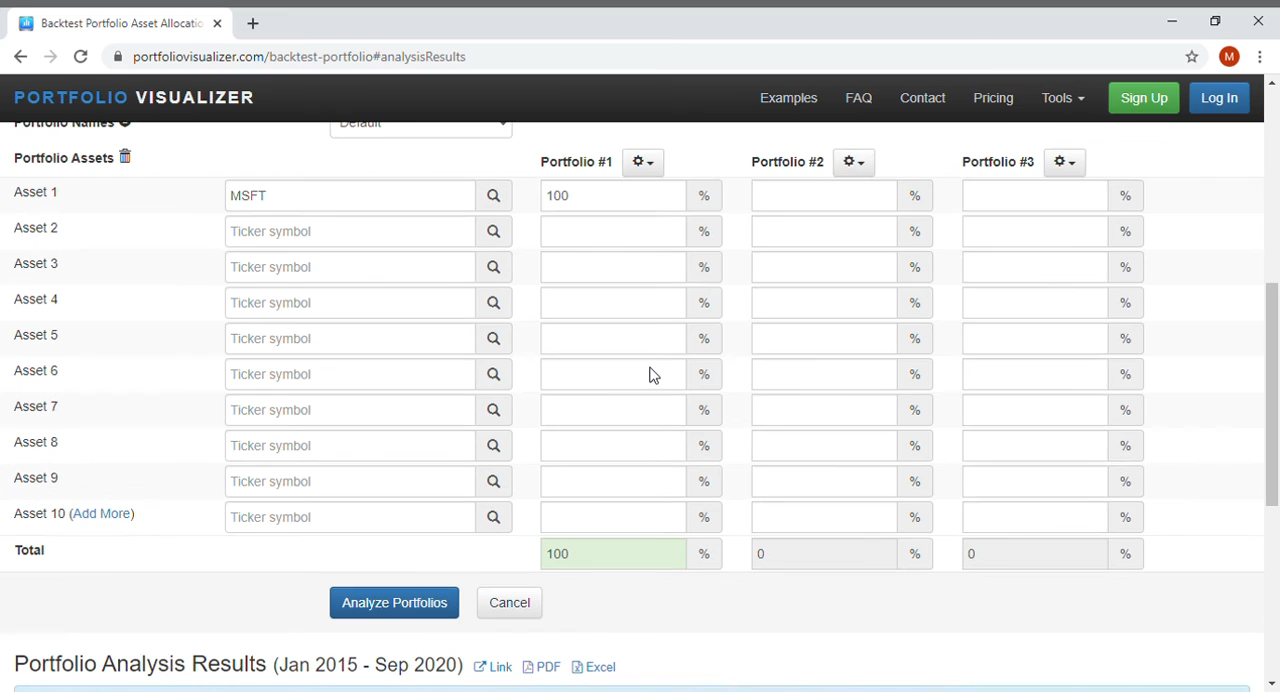 Backtest Portfolio Asset Allocatio
portfoliovisualizer.com/backtest-portfolio#analysisResults
M
PORTFOLIO VISUALIZER
Examples FAQ Contact Pricing Tools Sign Up Log In
Portfolio Names Default
Portfolio Assets Portfolio #1 Portfolio #2 Portfolio #3
Asset 1 MSFT 100 % % %
Asset 2 Ticker symbol % % %
Asset 3 Ticker symbol % % %
Asset 4 Ticker symbol % % %
Asset 5 Ticker symbol % % %
Asset 6 Ticker symbol % % %
Asset 7 Ticker symbol % % %
Asset 8 Ticker symbol % % %
Asset 9 Ticker symbol % % %
Asset 10 (Add More) Ticker symbol % % %
Total 100 % 0 % 0 %
Analyze Portfolios Cancel
Portfolio Analysis Results (Jan 2015 - Sep 2020) Link PDF Excel